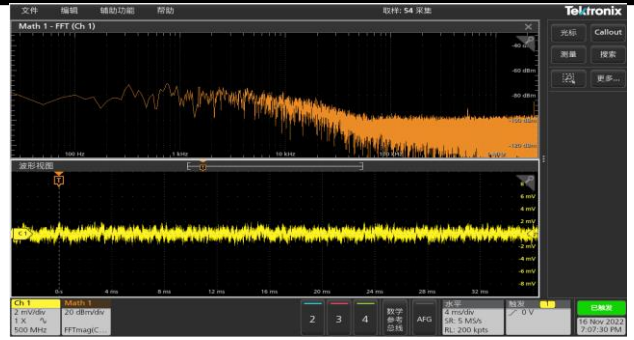 文件 编辑 辅助功能 帮助 取样: 54 采集 Tektronix
Math 1 - FFT (Ch 1)
光标 Callout
测量 搜索
更多...
-40 dBm
-60 dBm
-80 dBm
-100 dBm
-120 dBm
100 Hz 1 kHz 10 kHz 100 kHz 1 MHz
波形视图
T
T
6 mV
4 mV
2 mV
C1
-2 mV
-4 mV
-6 mV
-8 mV
0 s 4 ms 8 ms 12 ms 16 ms 20 ms 24 ms 28 ms 32 ms
Ch 1
2 mV/div
1 X
500 MHz
Math 1
20 dBm/div
FFTmag(C...
2 3 4
数学
参考
总线
AFG
水平
4 ms/div
SR: 5 MS/s
RL: 200 kpts
触发 1
0 V
已触发
16 Nov 2022
7:07:30 PM